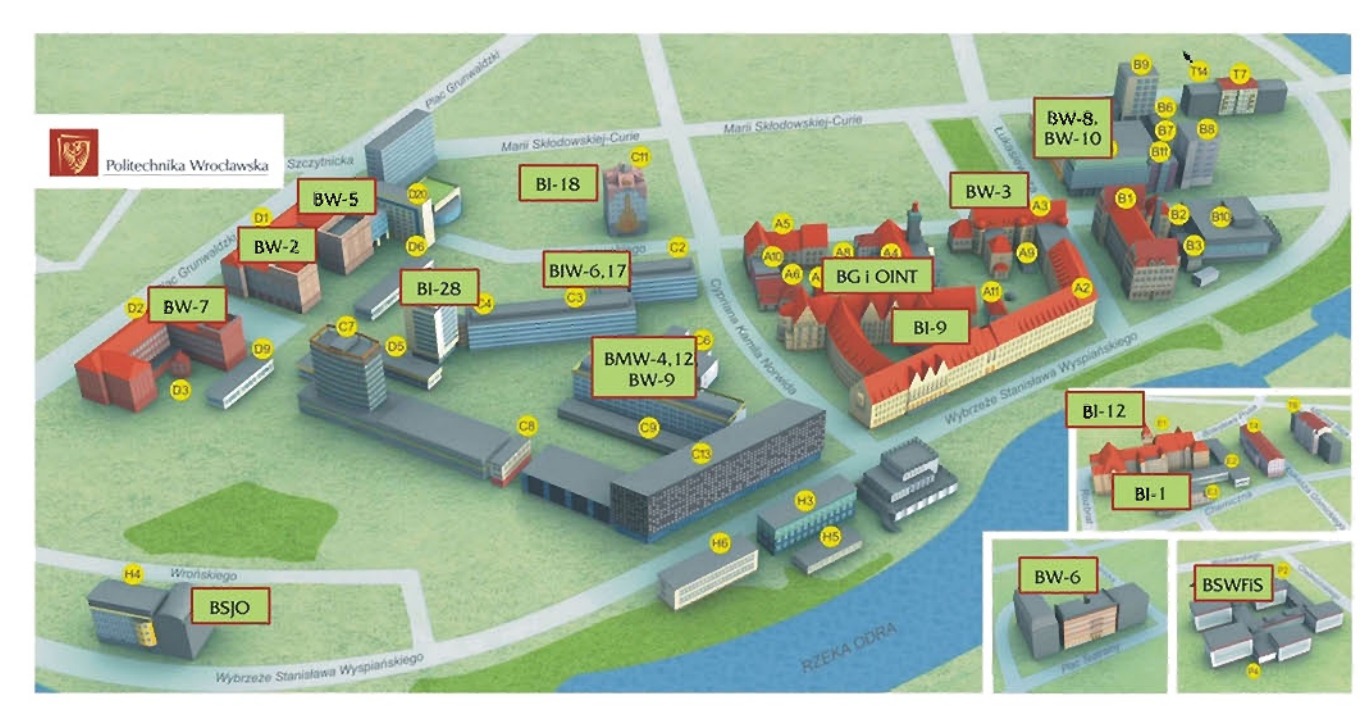 Politechnika Wrocławska
Plac Grunwaldzki
Szczytnicka
Marii Skłodowskiej-Curie
Marii Skłodowskiej-Curie
B9
T14
T7
B6
B7
B8
B11
BW-8,
BW-10
C11
BI-18
BW-5
D20
D1
BW-2
D6
Plac Grunwaldzki
BW-3
A3
A5
A10
A8
A4
A6
A9
B1
B2
B10
B3
C2
BIW-6,17
BI-28
C4
C3
BG i OINT
A11
A2
BI-9
Cypriana Kamila Norwida
D2
BW-7
C7
D5
D9
D3
C6
BMW-4,12,
BW-9
Wybrzeże Stanisława Wyspiańskiego
C8
C9
C13
BI-12
BI-1
Chemiczna
H3
H5
H6
H4
Wrońskiego
BSJO
Wybrzeże Stanisława Wyspiańskiego
RZEKA ODRA
BW-6
BSWFiS
P2
P4